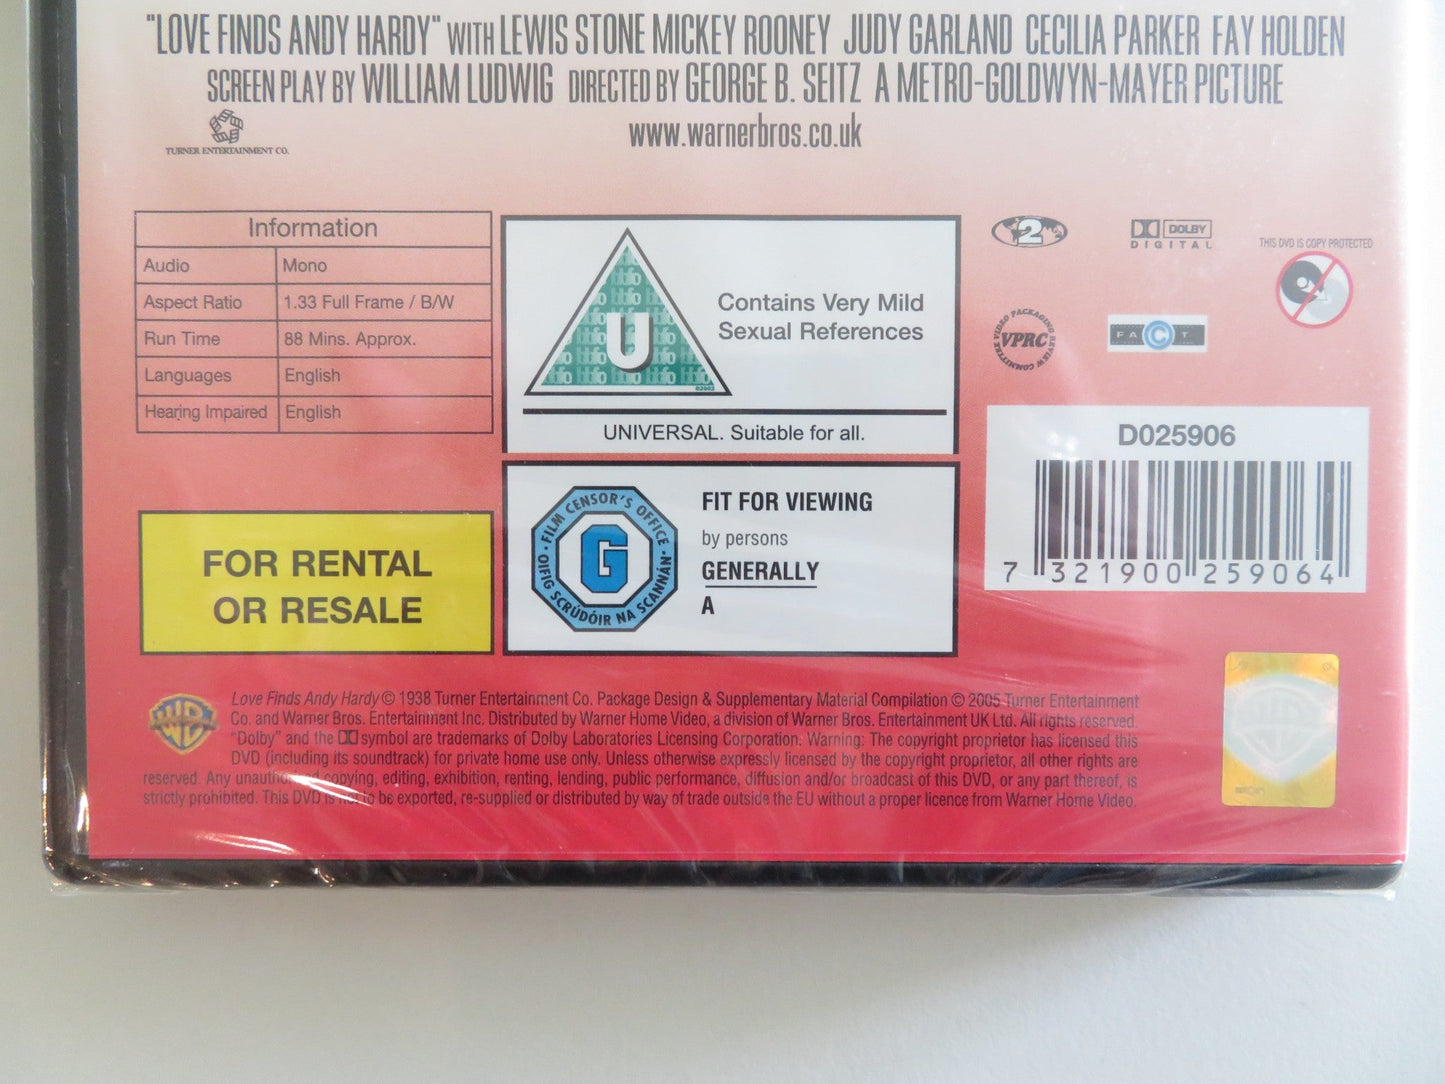 "LOVE FINDS ANDY HARDY" WITH LEWIS STONE MICKEY ROONEY JUDY GARLAND CECILIA PARKER FAY HOLDEN
SCREEN PLAY BY WILLIAM LUDWIG DIRECTED BY GEORGE B. SEITZ A METRO-GOLDWYN-MAYER PICTURE
TURNER ENTERTAINMENT CO.
www.warnerbros.co.uk
Information
Audio Mono
Aspect Ratio 1.33 Full Frame / B/W
Run Time 88 Mins. Approx.
Languages English
Hearing Impaired English
FOR RENTAL
OR RESALE
U
Contains Very Mild
Sexual References
UNIVERSAL. Suitable for all.
FILM CENSOR'S OFFICE
OIFIG SCRÚDÓIR NA SCANNÁN
G
FIT FOR VIEWING
by persons
GENERALLY
A
2
DOLBY
DIGITAL
THIS DVD IS COPY PROTECTED
VIDEO PACKAGING REVIEW COMMITTEE
VPRC
FACT
D025906
7 321900 259064
WB
Love Finds Andy Hardy © 1938 Turner Entertainment Co. Package Design & Supplementary Material Compilation © 2005 Turner Entertainment
Co. and Warner Bros. Entertainment Inc. Distributed by Warner Home Video, a division of Warner Bros. Entertainment UK Ltd. All rights reserved.
"Dolby" and the symbol are trademarks of Dolby Laboratories Licensing Corporation. Warning: The copyright proprietor has licensed this
DVD (including its soundtrack) for private home use only. Unless otherwise expressly licensed by the copyright proprietor, all other rights are
reserved. Any unauthorised copying, editing, exhibition, renting, lending, public performance, diffusion and/or broadcast of this DVD, or any part thereof, is
strictly prohibited. This DVD is not to be exported, re-supplied or distributed by way of trade outside the EU without a proper licence from Warner Home Video.